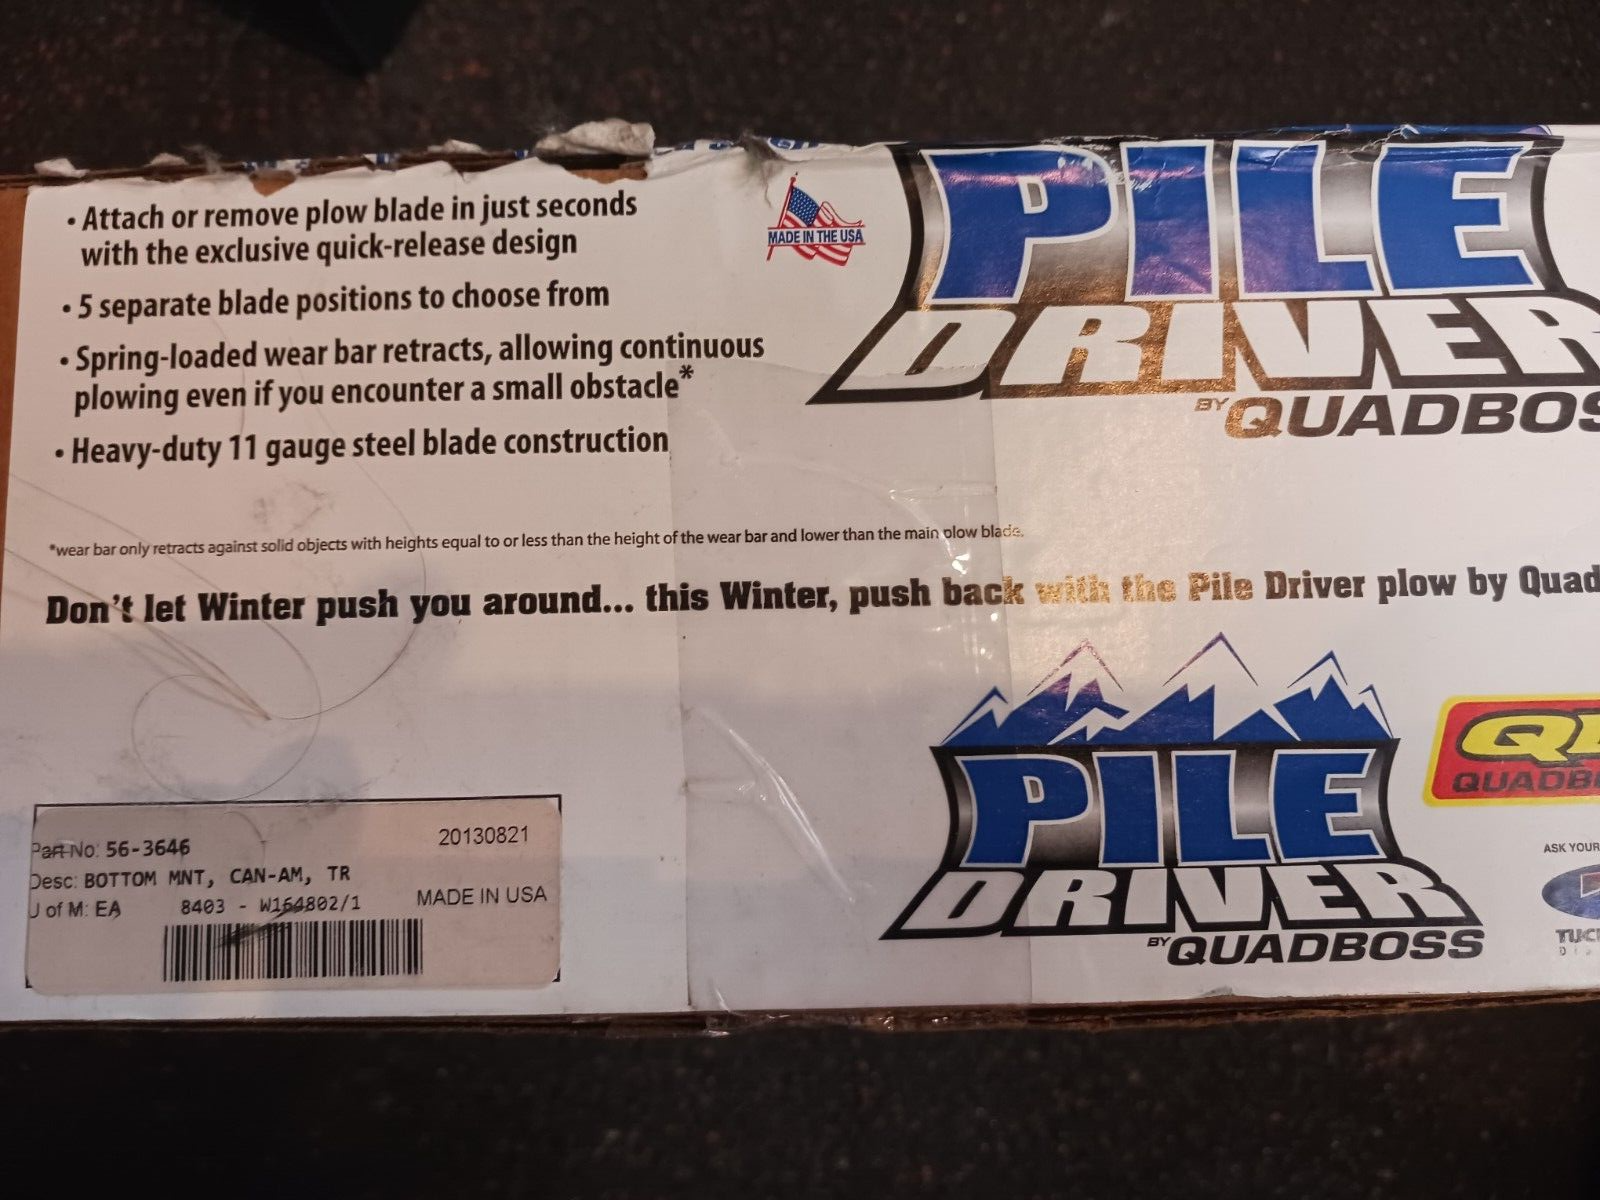 • Attach or remove plow blade in just seconds
with the exclusive quick-release design
• 5 separate blade positions to choose from
• Spring-loaded wear bar retracts, allowing continuous
plowing even if you encounter a small obstacle*
• Heavy-duty 11 gauge steel blade construction
MADE IN THE USA
PILE
DRIVER
BY QUADBOSS
*wear bar only retracts against solid objects with heights equal to or less than the height of the wear bar and lower than the main plow blade.
Don't let Winter push you around... this Winter, push back with the Pile Driver plow by Quad
PILE
DRIVER
BY QUADBOSS
QUADB
ASK YOUR
Part No: 56-3646
20130821
Desc: BOTTOM MNT, CAN-AM, TR
U of M: EA
8403 - W164802/1
MADE IN USA